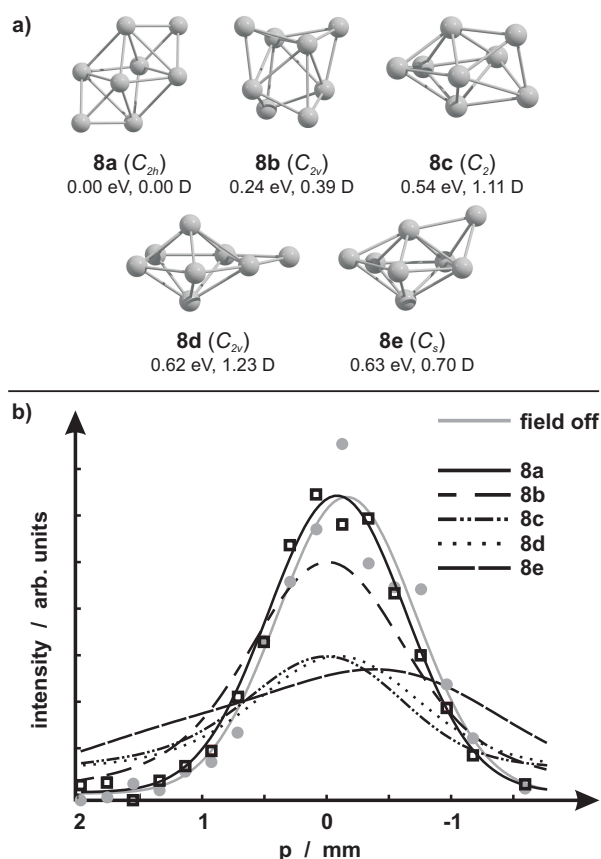 a)
8a (C2h)
0.00 eV, 0.00 D
8b (C2v)
0.24 eV, 0.39 D
8c (C2)
0.54 eV, 1.11 D
8d (C2v)
0.62 eV, 1.23 D
8e (Cs)
0.63 eV, 0.70 D
b)
field off
8a
8b
8c
8d
8e
intensity / arb. units
2 1 0 -1
p / mm